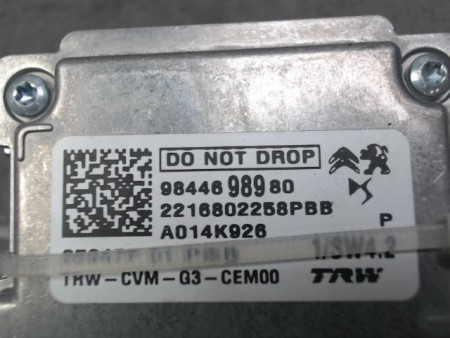 DO NOT DROP
98446 989 80
2216802258PBB
A014K926 P
1/SW4.2
TRW-CVM-G3-CEM00 TRW